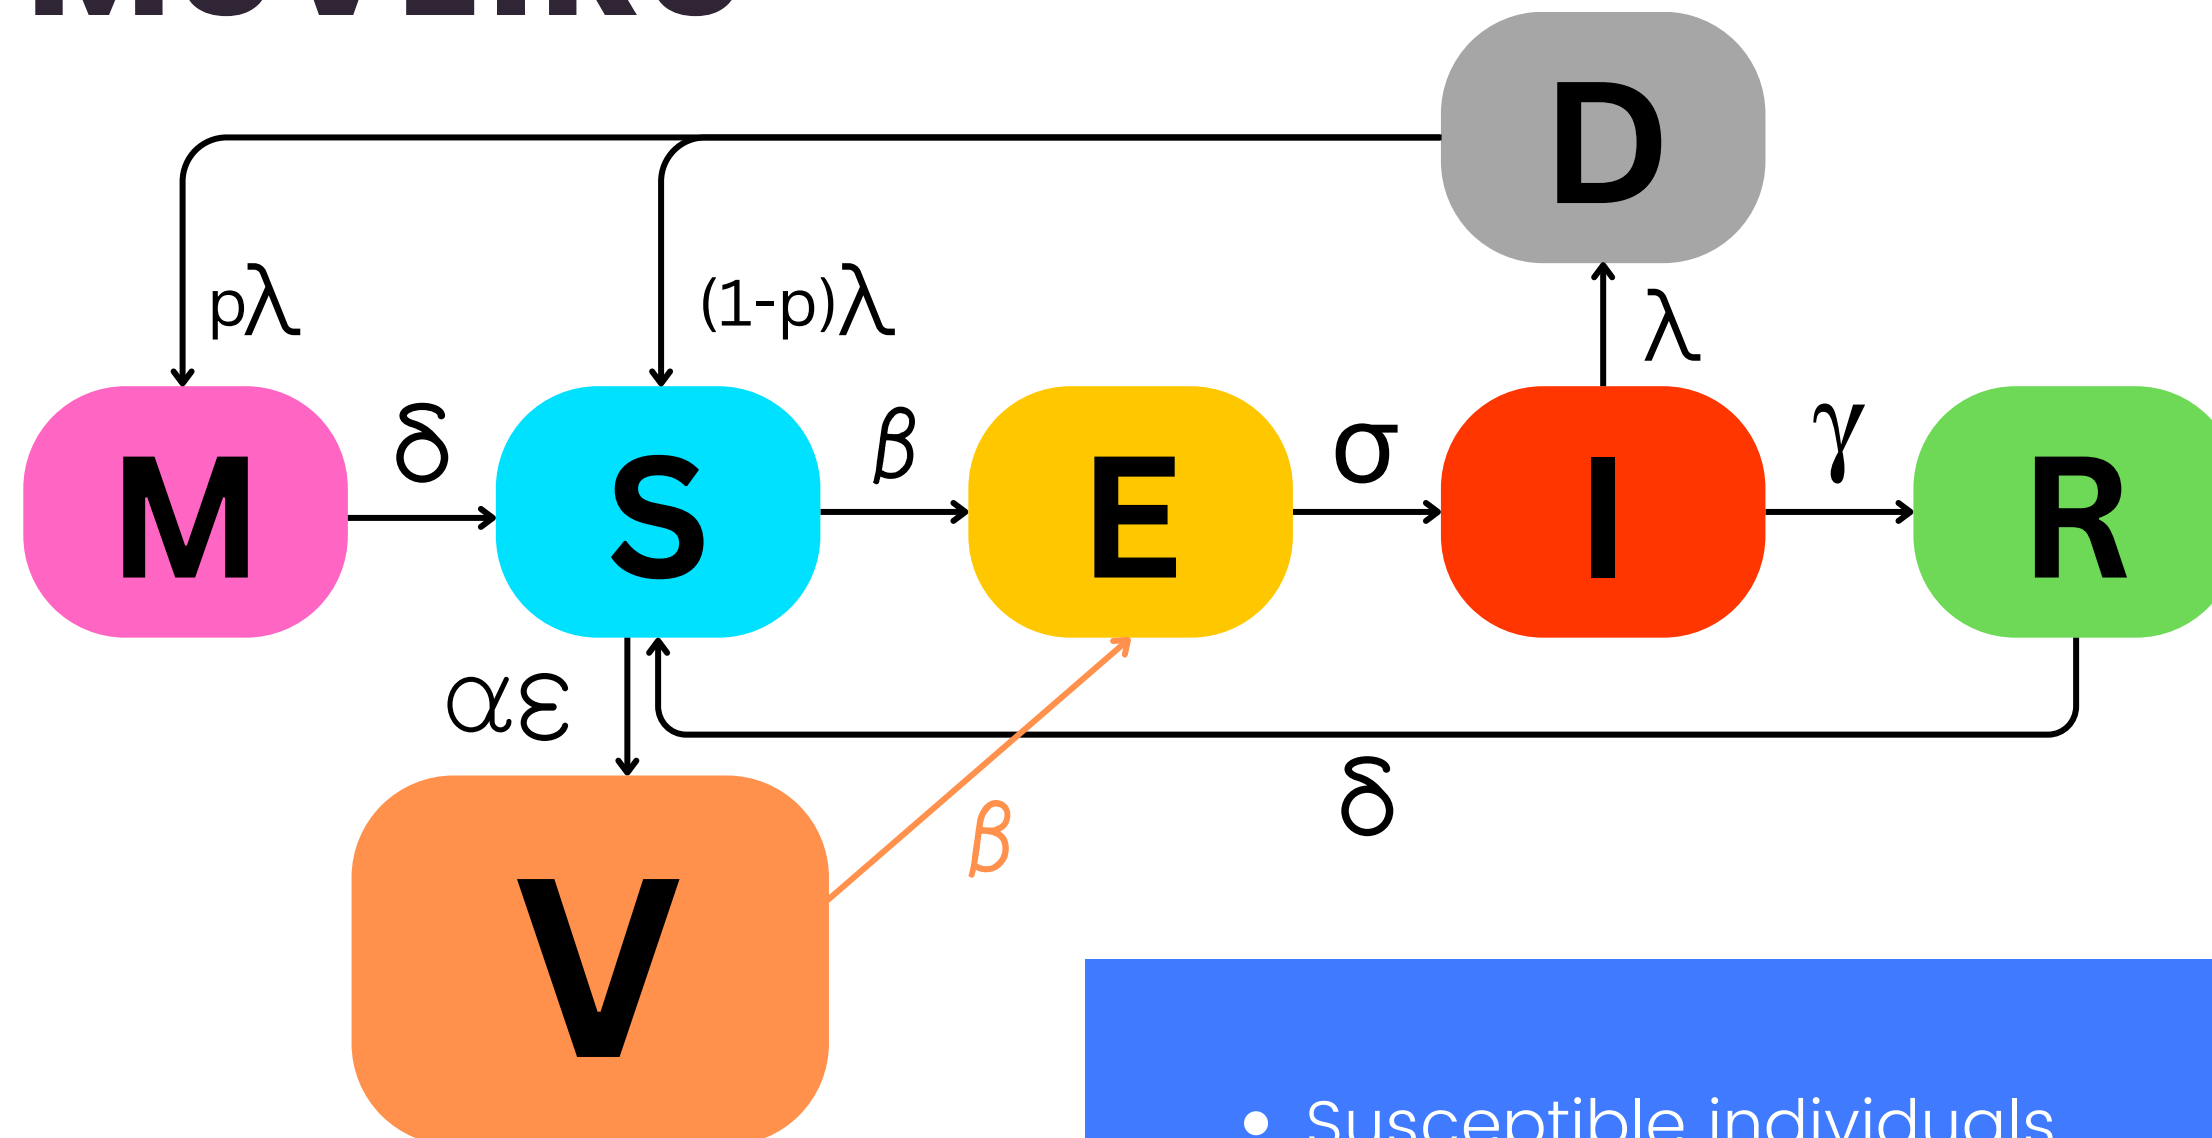 D
pλ
(1-p)λ
λ
M
δ
S
β
E
σ
I
γ
R
αε
β
δ
V
• Susceptible individuals